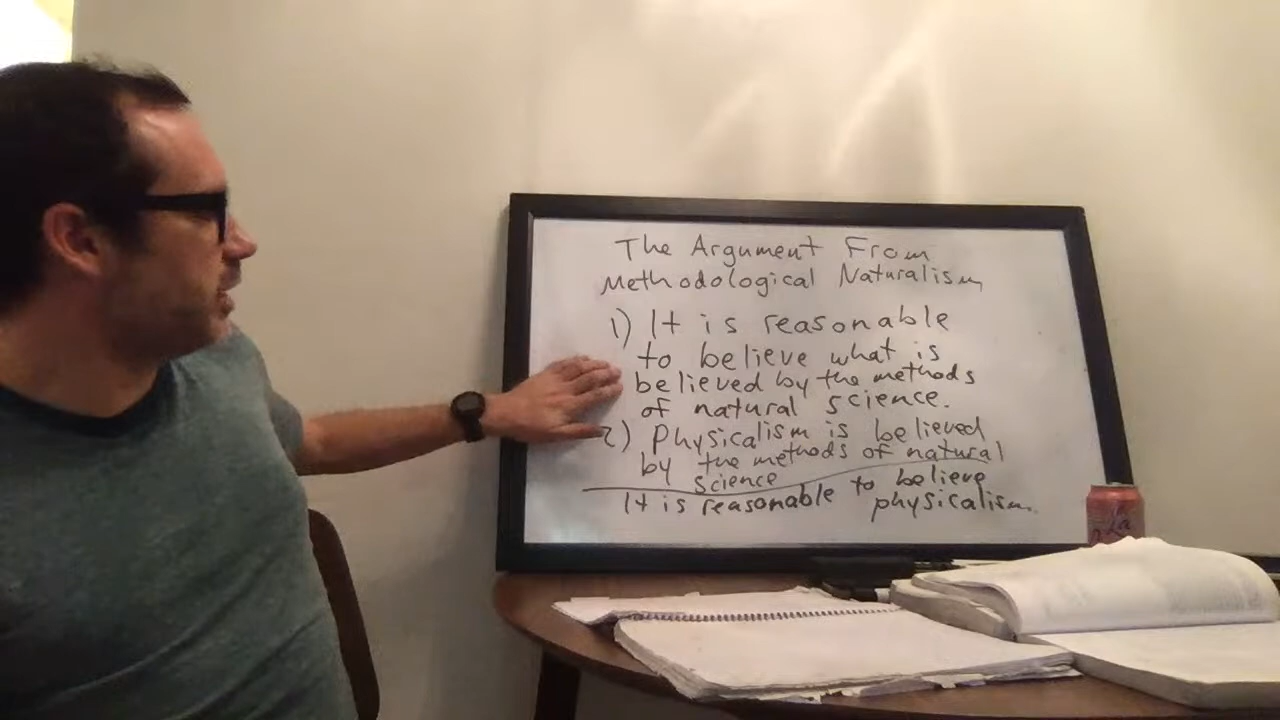 The Argument From
Methodological Naturalism
1) It is reasonable
to believe what is
believed by the methods
of natural science.
2) Physicalism is believed
by the methods of natural
science
It is reasonable to believe
physicalism.
La